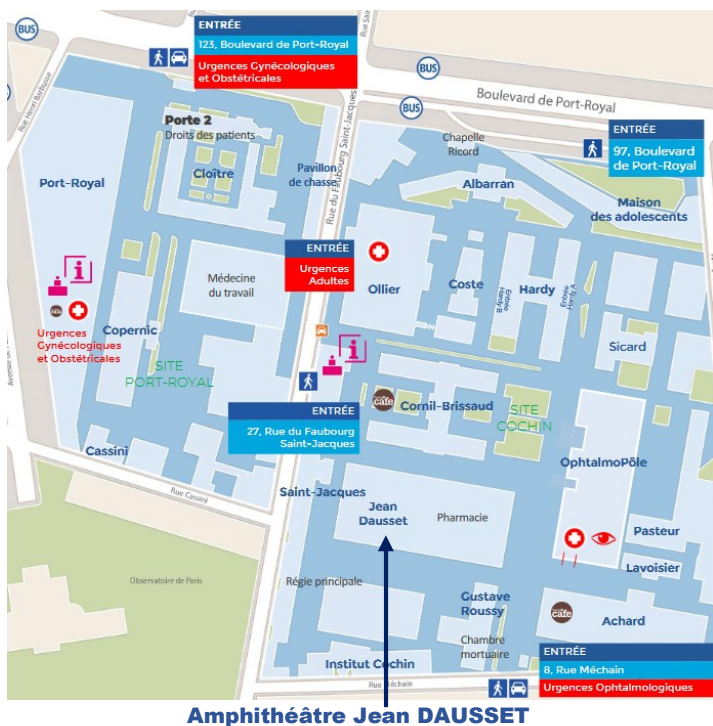 BUS
ENTRÉE
123, Boulevard de Port-Royal
Urgences Gynécologiques
et Obstétricales
Rue Henri Barbusse
BUS
BUS
Boulevard de Port-Royal
Porte 2
Droits des patients
Cloître
Pavillon
de chasse
Rue du Faubourg Saint-Jacques
Chapelle
Ricord
Albarran
ENTRÉE
97, Boulevard
de Port-Royal
Maison
des adolescents
Port-Royal
ENTRÉE
Urgences
Adultes
Médecine
du travail
Ollier
Coste
Entrée
Hardy B
Hardy
Entrée
Hardy A
Sicard
i
café
Urgences
Gynécologiques
et Obstétricales
Copernic
SITE
PORT-ROYAL
i
café
Cornil-Brissaud
SITE
COCHIN
ENTRÉE
27, Rue du Faubourg
Saint-Jacques
Cassini
Rue Cassini
OphtalmoPôle
Saint-Jacques
Jean
Dausset
Pharmacie
Pasteur
Lavoisier
Observatoire de Paris
Régie principale
Gustave
Roussy
café
Achard
Chambre
mortuaire
Institut Cochin
Rue Méchain
ENTRÉE
8, Rue Méchain
Urgences Ophtalmologiques
Amphithéâtre Jean DAUSSET